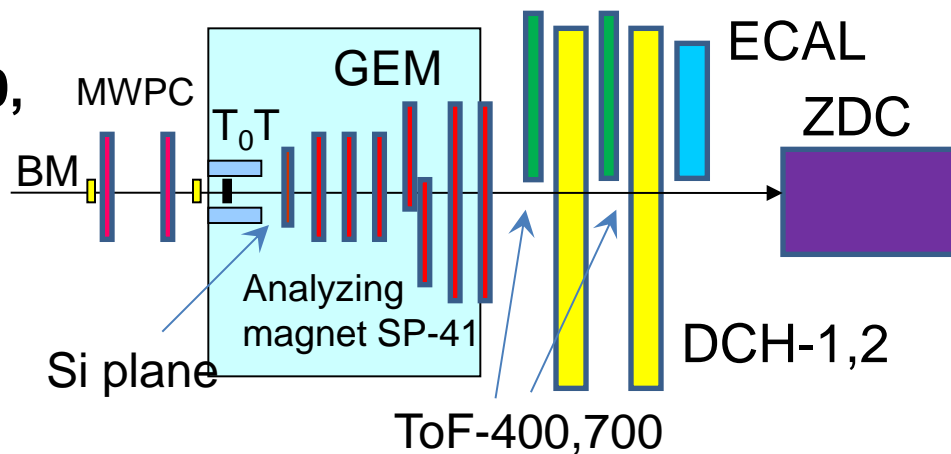 ECAL
GEM
MWPC
ZDC
T₀T
BM
Analyzing
magnet SP-41
DCH-1,2
Si plane
ToF-400,700